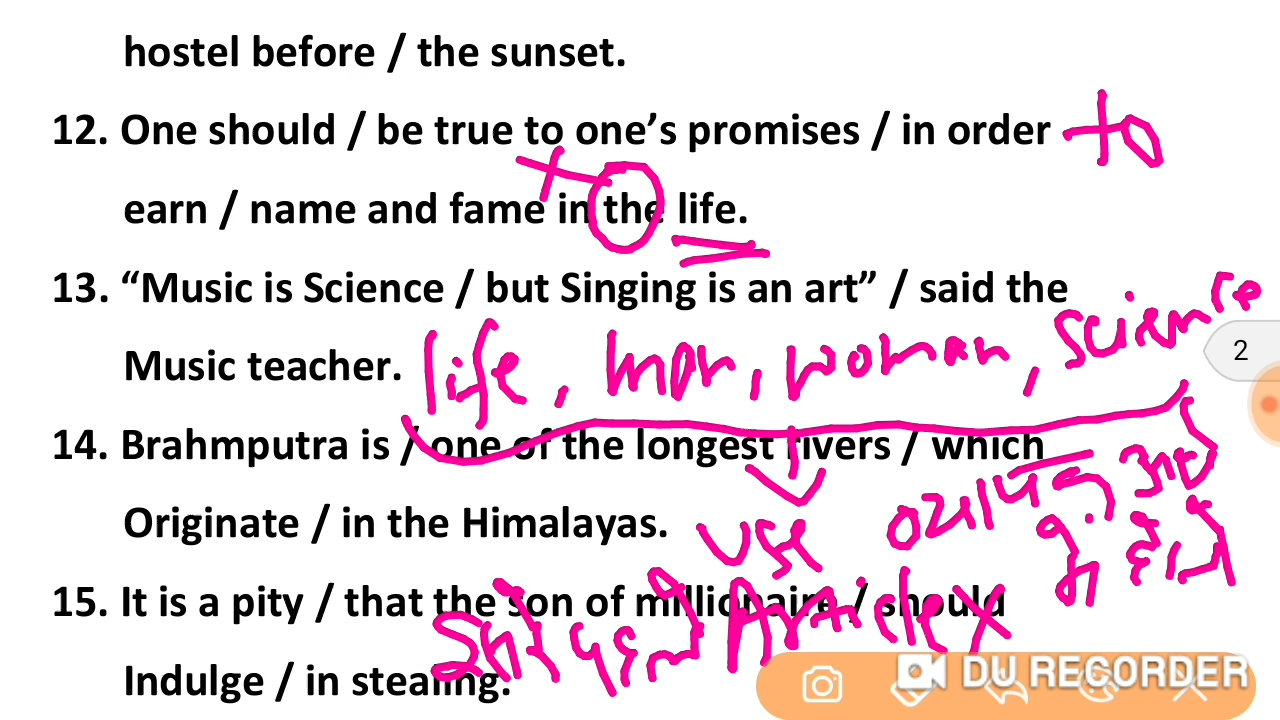 hostel before / the sunset.
12. One should / be true to one’s promises / in order to
earn / name and fame in the life.
13. “Music is Science / but Singing is an art” / said the
Music teacher. life, man, woman, science
2
14. Brahmputra is / one of the longest rivers / which
Originate / in the Himalayas.
use
15. It is a pity / that the son of millionaire / should
Article X
Indulge / in stealing.
DU RECORDER